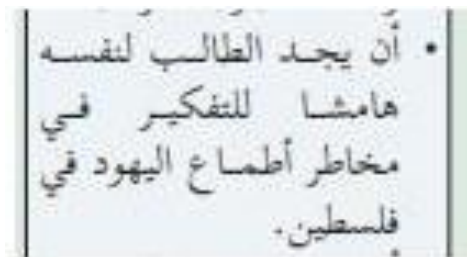 • أن يجد الطالب لنفسه
هامشا للتفكير في
مخاطر أطماع اليهود في
فلسطين.